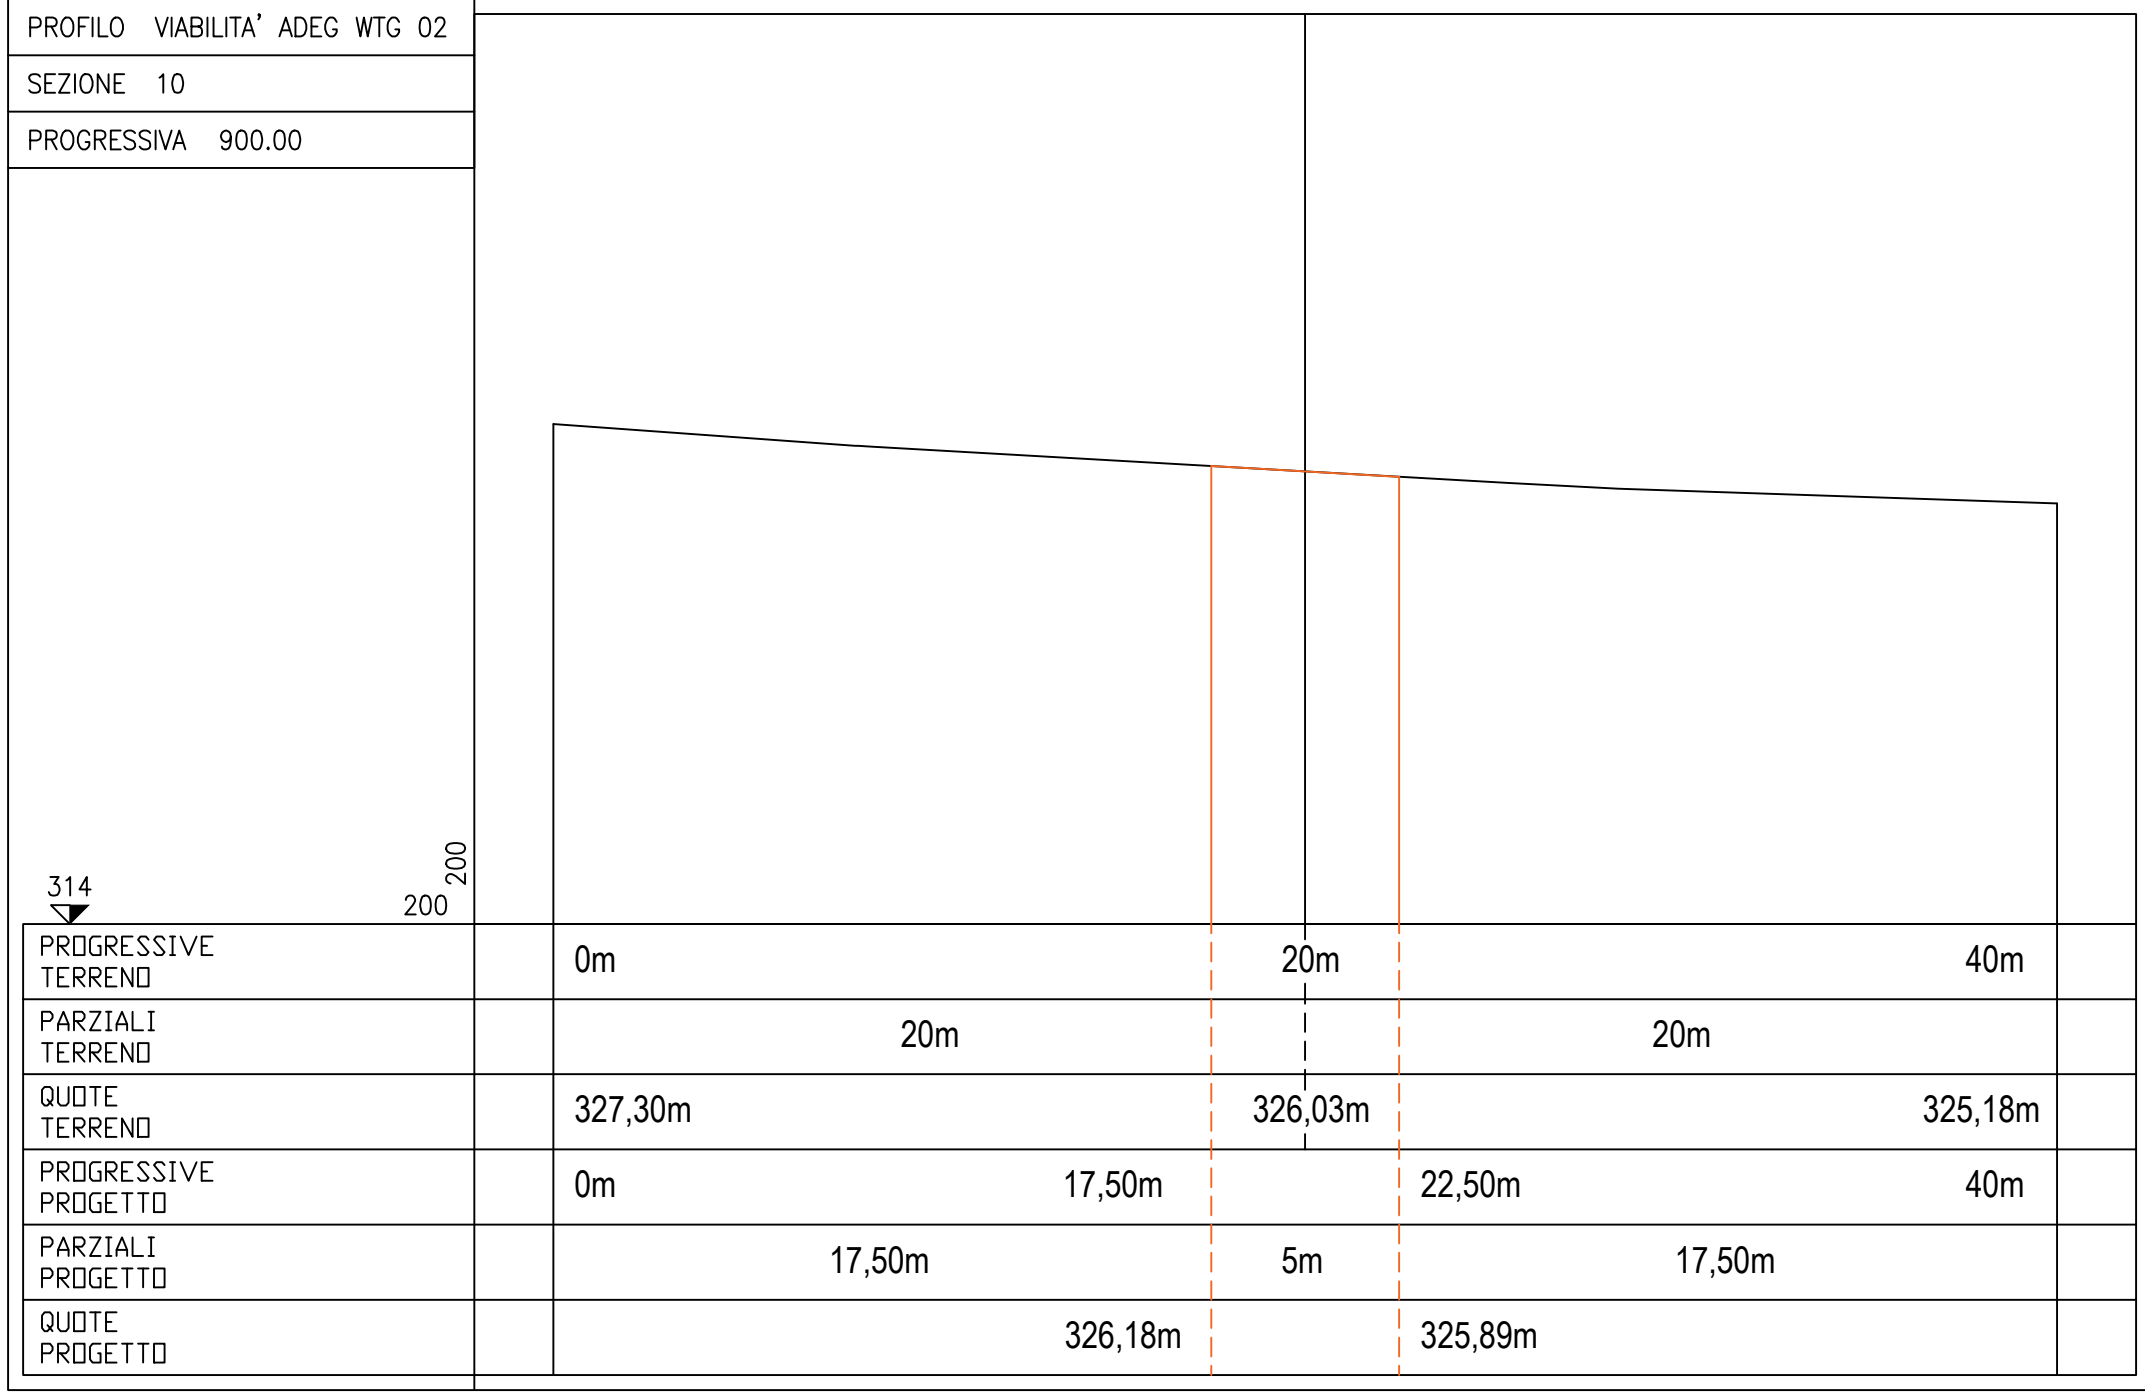 PROFILO VIABILITA' ADEG WTG 02
SEZIONE 10
PROGRESSIVA 900.00
200
314
200
PROGRESSIVE
TERRENO
0m 20m 40m
PARZIALI
TERRENO
20m 20m
QUOTE
TERRENO
327,30m 326,03m 325,18m
PROGRESSIVE
PROGETTO
0m 17,50m 22,50m 40m
PARZIALI
PROGETTO
17,50m 5m 17,50m
QUOTE
PROGETTO
326,18m 325,89m